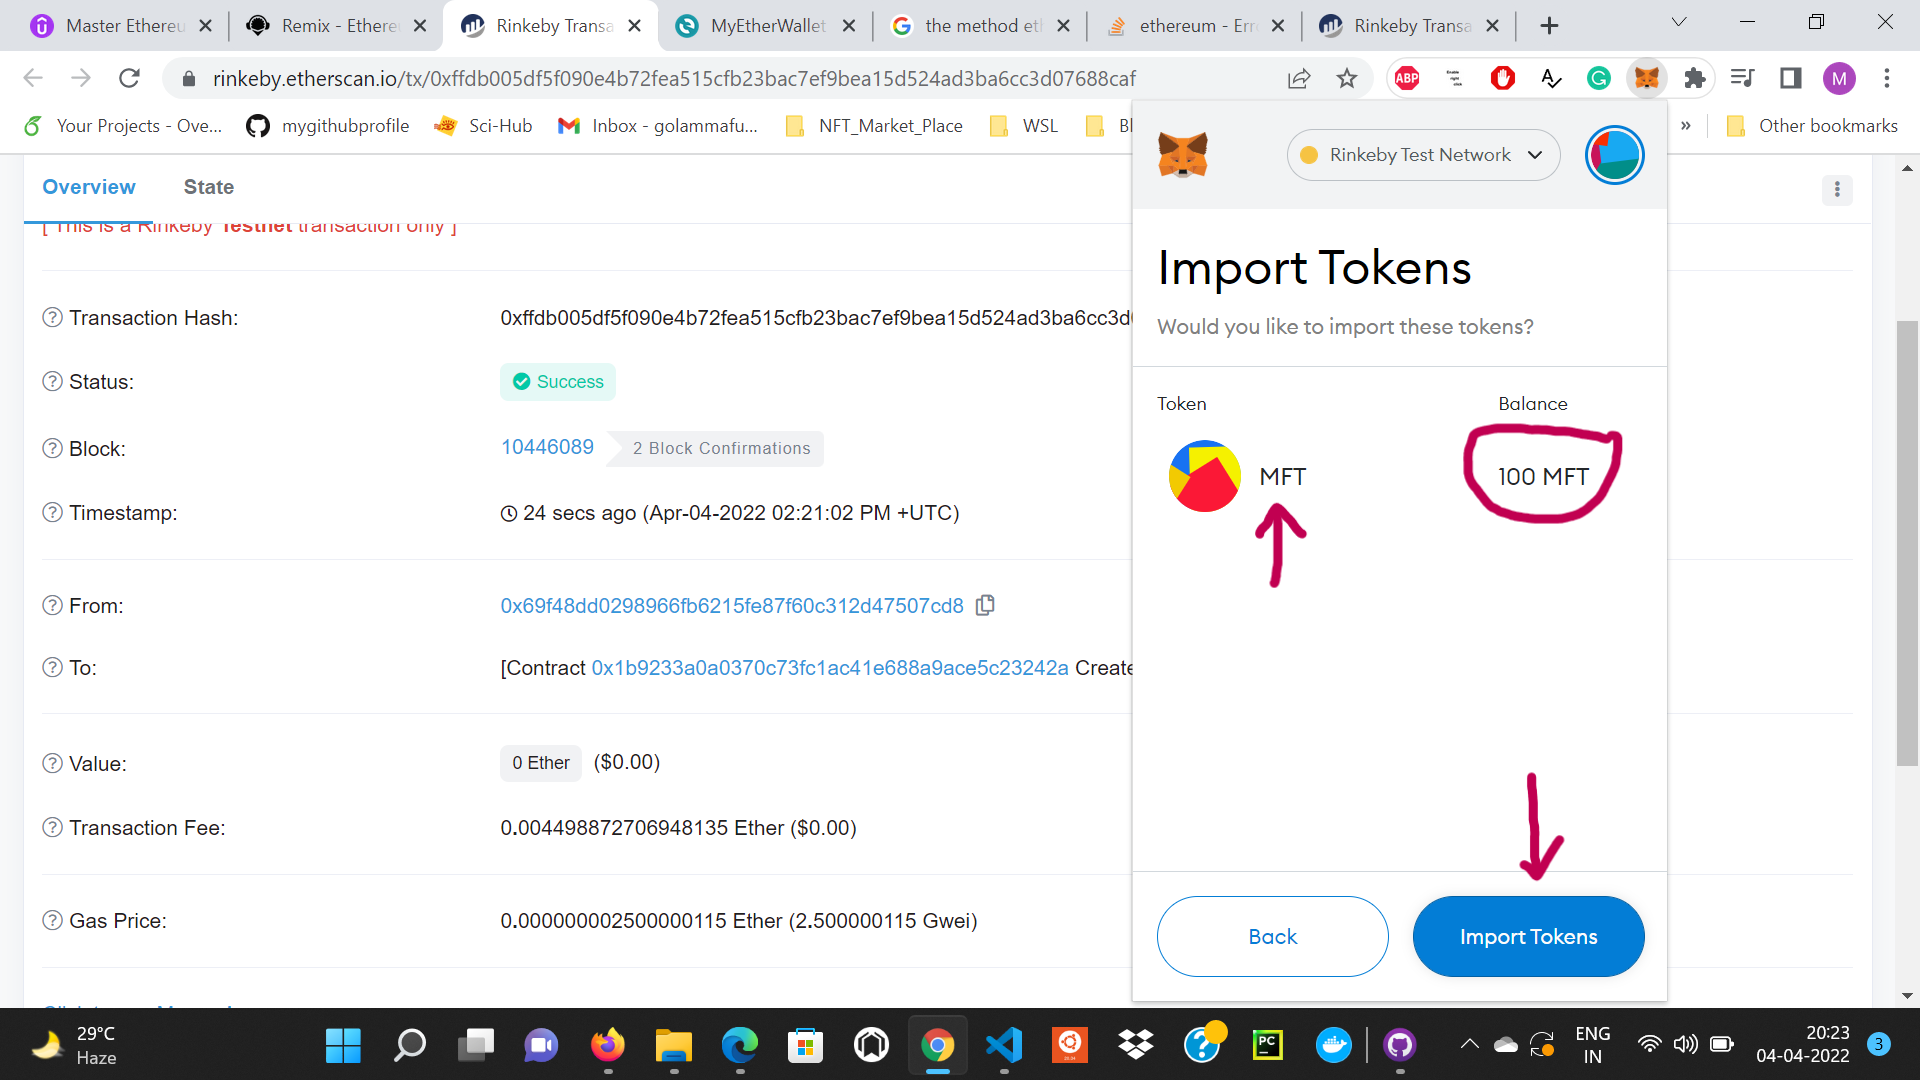 Master Ethereu
Remix - Ethere
Rinkeby Transa
MyEtherWallet
the method eth
ethereum - Erro
Rinkeby Transa
rinkeby.etherscan.io/tx/0xffdb005df5f090e4b72fea515cfb23bac7ef9bea15d524ad3ba6cc3d07688caf
ABP
M
Your Projects - Ove...
mygithubprofile
Sci-Hub
Inbox - golammafu...
NFT_Market_Place
WSL
Bl
»
Other bookmarks
Overview
State
[ This is a Rinkeby Testnet transaction only ]
Transaction Hash:
0xffdb005df5f090e4b72fea515cfb23bac7ef9bea15d524ad3ba6cc3d
Status:
Success
Block:
10446089
2 Block Confirmations
Timestamp:
24 secs ago (Apr-04-2022 02:21:02 PM +UTC)
From:
0x69f48dd0298966fb6215fe87f60c312d47507cd8
To:
[Contract 0x1b9233a0a0370c73fc1ac41e688a9ace5c23242a Create
Value:
0 Ether ($0.00)
Transaction Fee:
0.004498872706948135 Ether ($0.00)
Gas Price:
0.000000002500000115 Ether (2.500000115 Gwei)
Rinkeby Test Network
Import Tokens
Would you like to import these tokens?
Token
Balance
MFT
100 MFT
Back
Import Tokens
29°C
Haze
PC
ENG
IN
20:23
04-04-2022
3